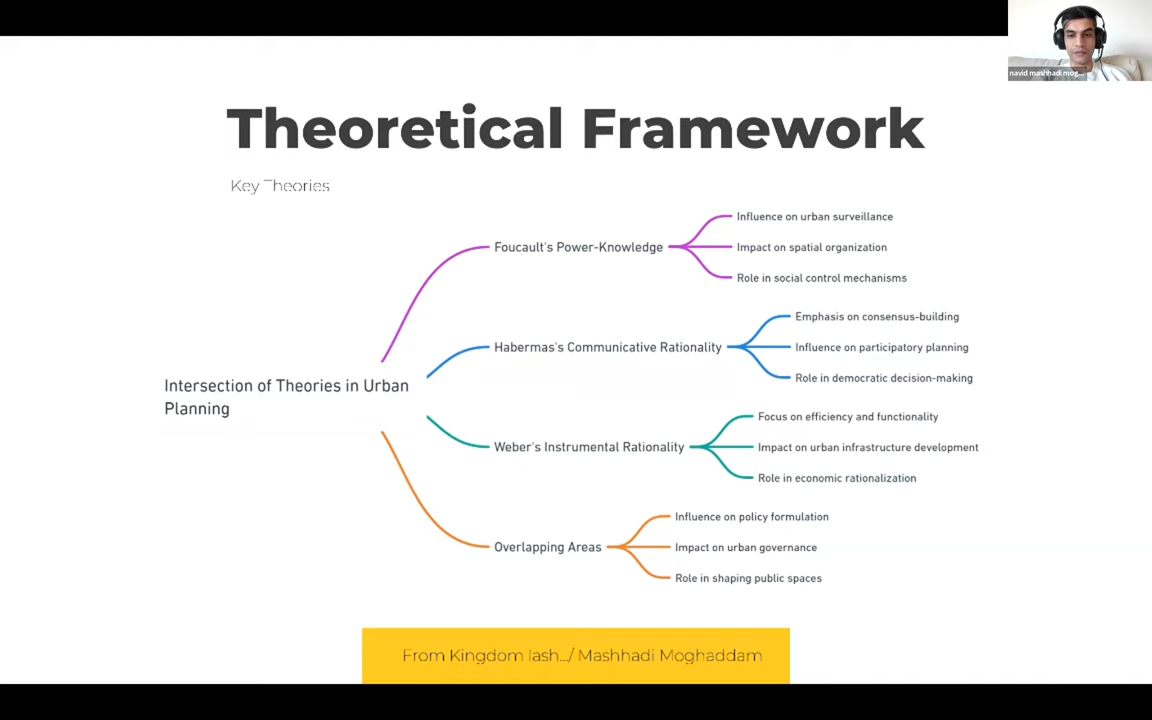 navid mashhadi mog...
Theoretical Framework
Key Theories
Influence on urban surveillance
Foucault's Power-Knowledge
Impact on spatial organization
Role in social control mechanisms
Emphasis on consensus-building
Habermas's Communicative Rationality
Influence on participatory planning
Role in democratic decision-making
Intersection of Theories in Urban
Planning
Focus on efficiency and functionality
Weber's Instrumental Rationality
Impact on urban infrastructure development
Role in economic rationalization
Influence on policy formulation
Overlapping Areas
Impact on urban governance
Role in shaping public spaces
From Kingdom lash.../ Mashhadi Moghaddam